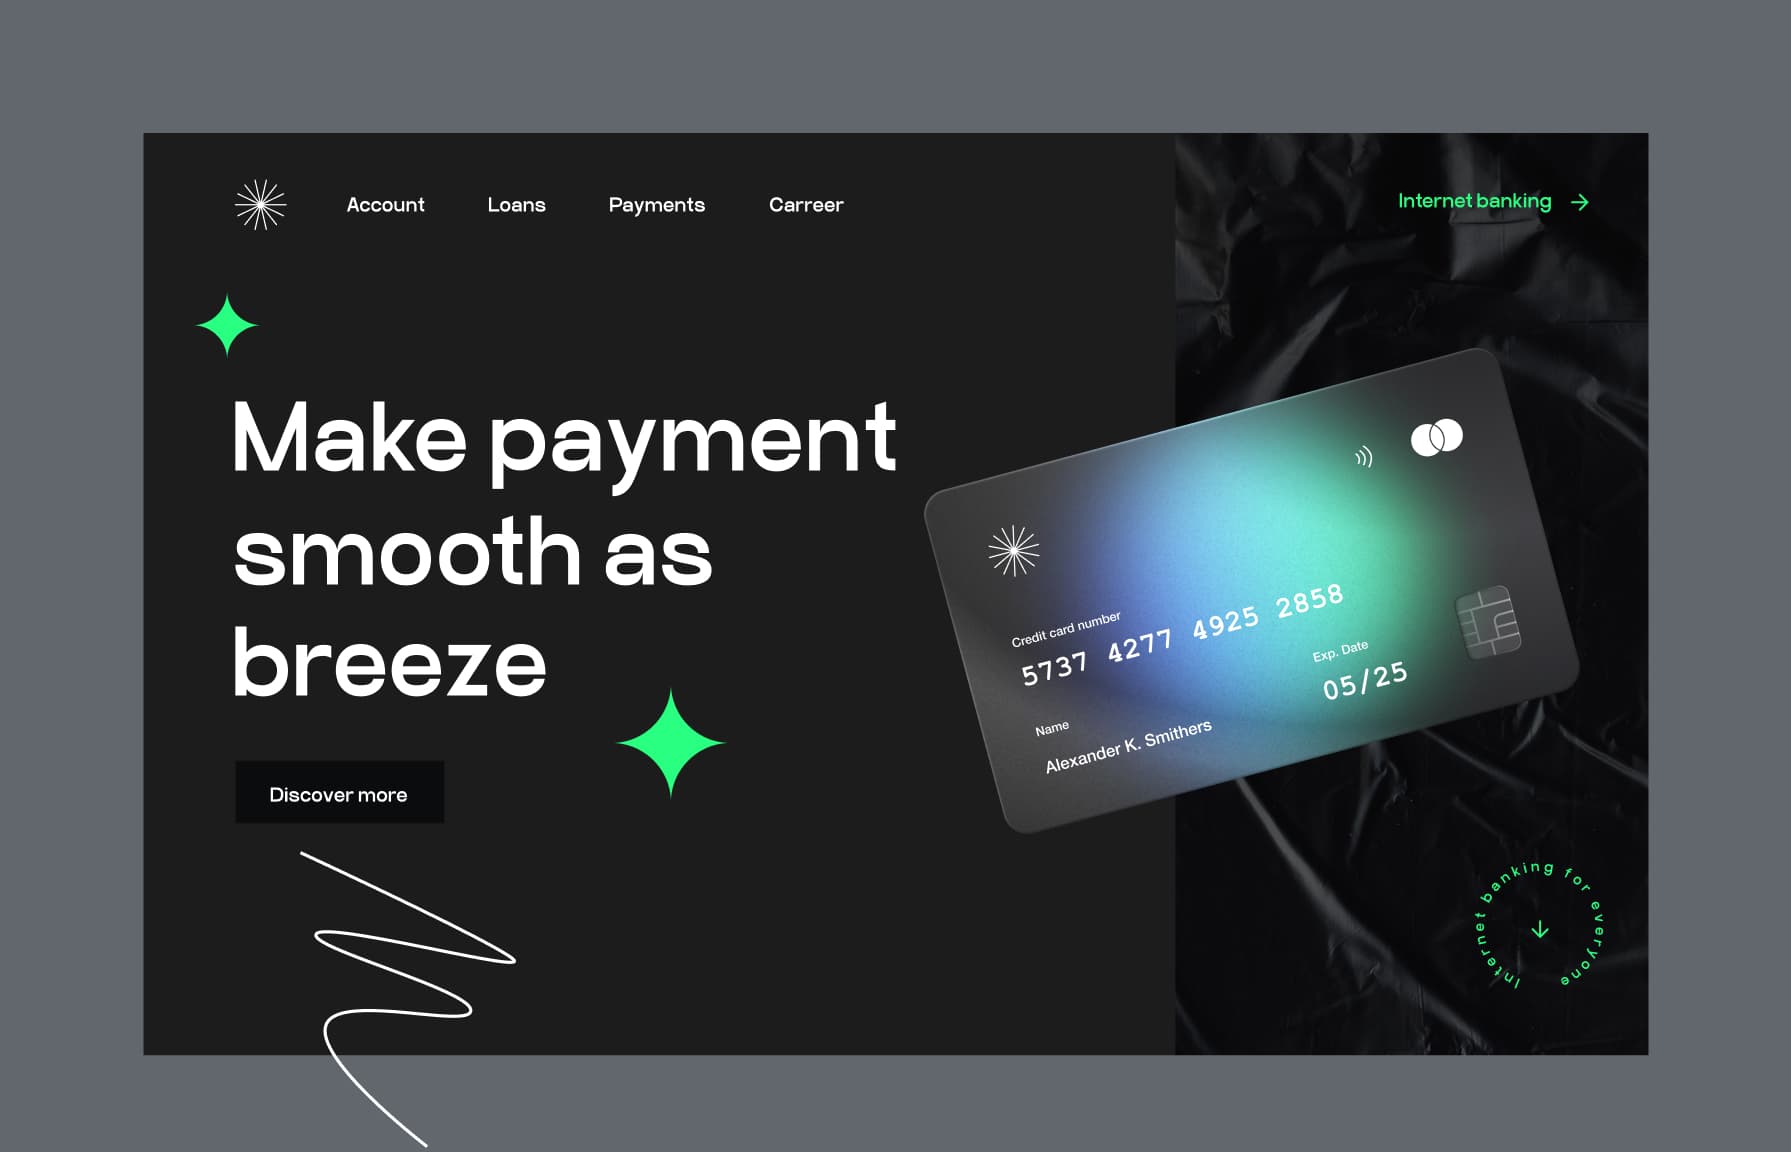 Account Loans Payments Carreer
Internet banking
Make payment
smooth as
breeze
Discover more
Credit card number
5737 4277 4925 2858
Exp. Date
05/25
Name
Alexander K. Smithers
Internet banking for everyone